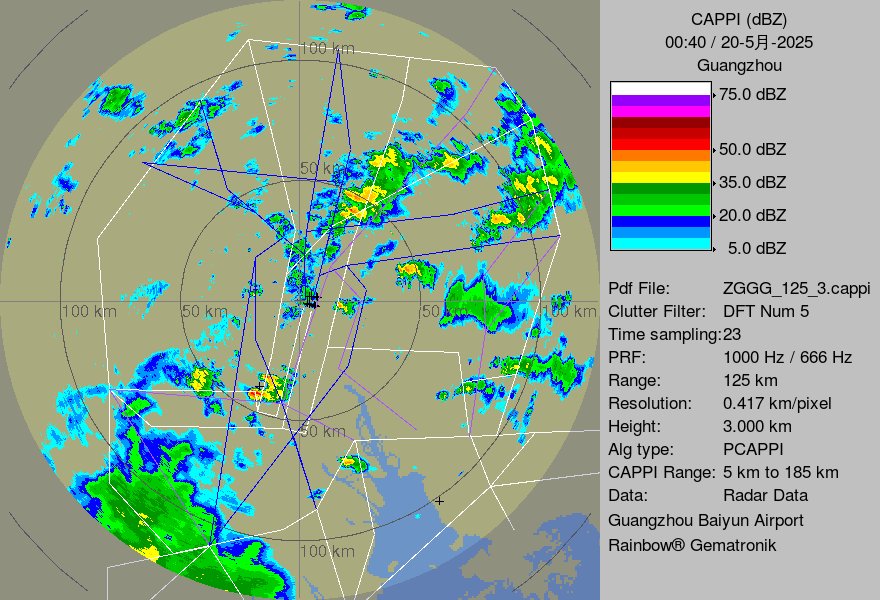 100 km
50 km
100 km
50 km
50 km
100 km
50 km
100 km
CAPPI (dBZ)
00:40 / 20-5月-2025
Guangzhou
75.0 dBZ
50.0 dBZ
35.0 dBZ
20.0 dBZ
5.0 dBZ
Pdf File: ZGGG_125_3.cappi
Clutter Filter: DFT Num 5
Time sampling:23
PRF: 1000 Hz / 666 Hz
Range: 125 km
Resolution: 0.417 km/pixel
Height: 3.000 km
Alg type: PCAPPI
CAPPI Range: 5 km to 185 km
Data: Radar Data
Guangzhou Baiyun Airport
Rainbow® Gematronik